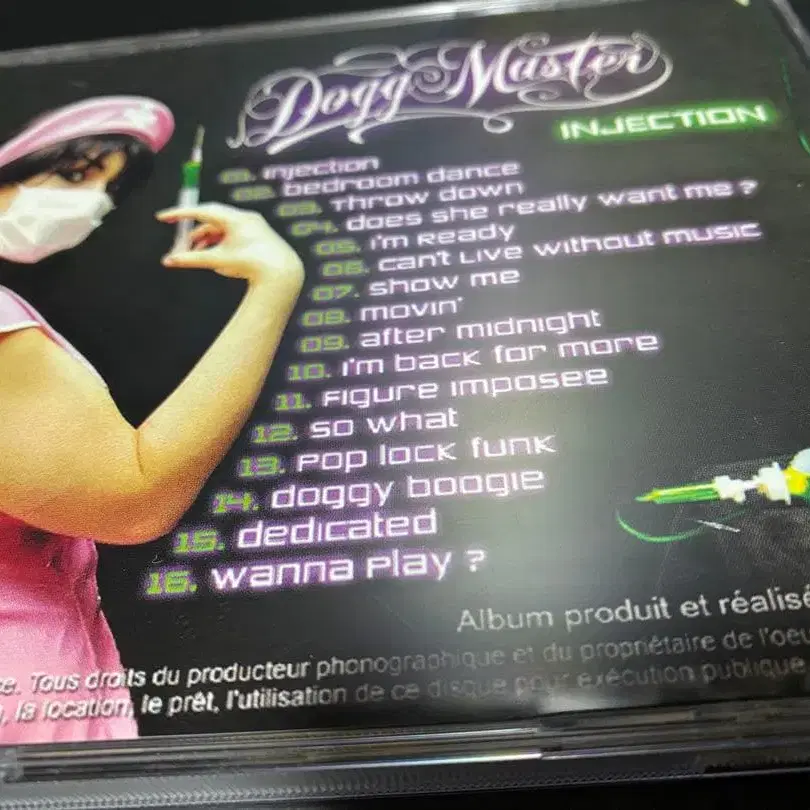 Dogg Master
INJECTION
01. Injection
02. bedroom dance
03. Throw down
04. does she really want me ?
05. I'm Ready
06. can't Live without music
07. show me
08. movin'
09. after midnight
10. I'm back for more
11. Figure imposee
12. so what
13. Pop lock funk
14. doggy boogie
15. dedicated
16. wanna Play ?
Album produit et réalisé
Tous droits du producteur phonographique et du propriétaire de l'oe
la location, le prêt, l'utilisation de ce disque pour exécution publique